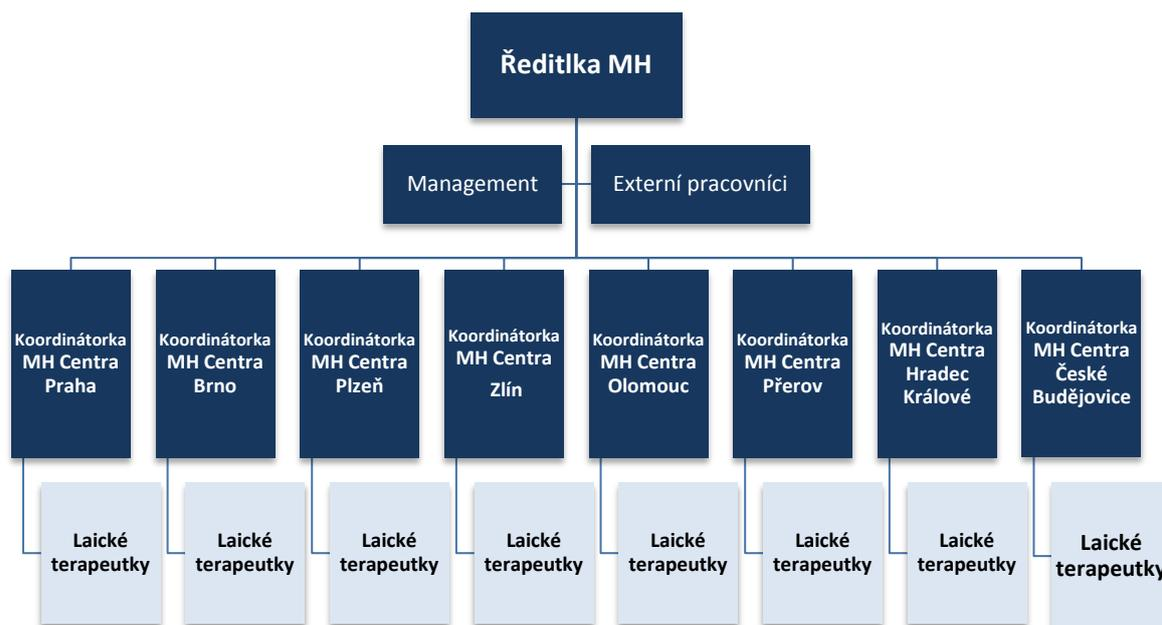 Ředitlka MH
Management
Externí pracovníci
Koordinátorka
MH Centra
Praha
Koordinátorka
MH Centra
Brno
Koordinátorka
MH Centra
Plzeň
Koordinátorka
MH Centra
Zlín
Koordinátorka
MH Centra
Olomouc
Koordinátorka
MH Centra
Přerov
Koordinátorka
MH Centra
Hradec
Králové
Koordinátorka
MH Centra
České
Budějovice
Laické
terapeutky
Laické
terapeutky
Laické
terapeutky
Laické
terapeutky
Laické
terapeutky
Laické
terapeutky
Laické
terapeutky
Laické
terapeutky